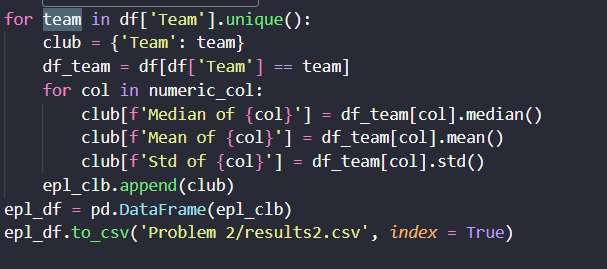 for team in df['Team'].unique():
    club = {'Team': team}
    df_team = df[df['Team'] == team]
    for col in numeric_col:
        club[f'Median of {col}'] = df_team[col].median()
        club[f'Mean of {col}'] = df_team[col].mean()
        club[f'Std of {col}'] = df_team[col].std()
    epl_clb.append(club)
epl_df = pd.DataFrame(epl_clb)
epl_df.to_csv('Problem 2/results2.csv', index = True)